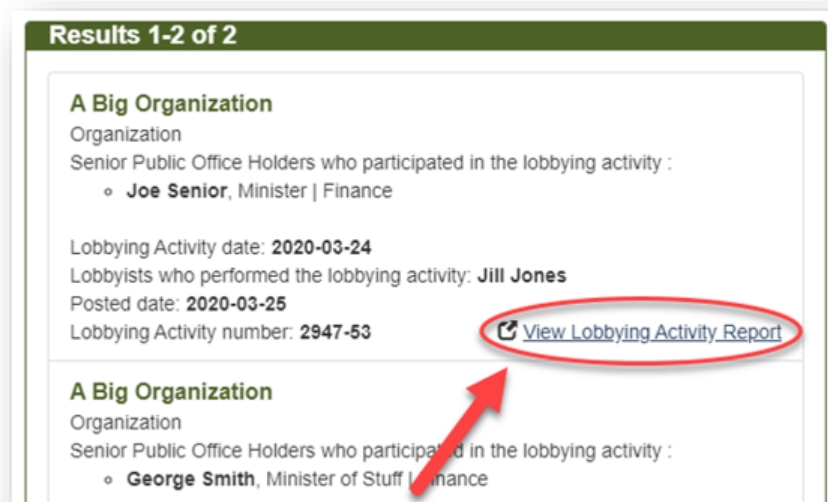 Results 1-2 of 2
A Big Organization
Organization
Senior Public Office Holders who participated in the lobbying activity :
Joe Senior, Minister | Finance
Lobbying Activity date: 2020-03-24
Lobbyists who performed the lobbying activity: Jill Jones
Posted date: 2020-03-25
Lobbying Activity number: 2947-53 View Lobbying Activity Report
A Big Organization
Organization
Senior Public Office Holders who participated in the lobbying activity :
George Smith, Minister of Stuff | Finance